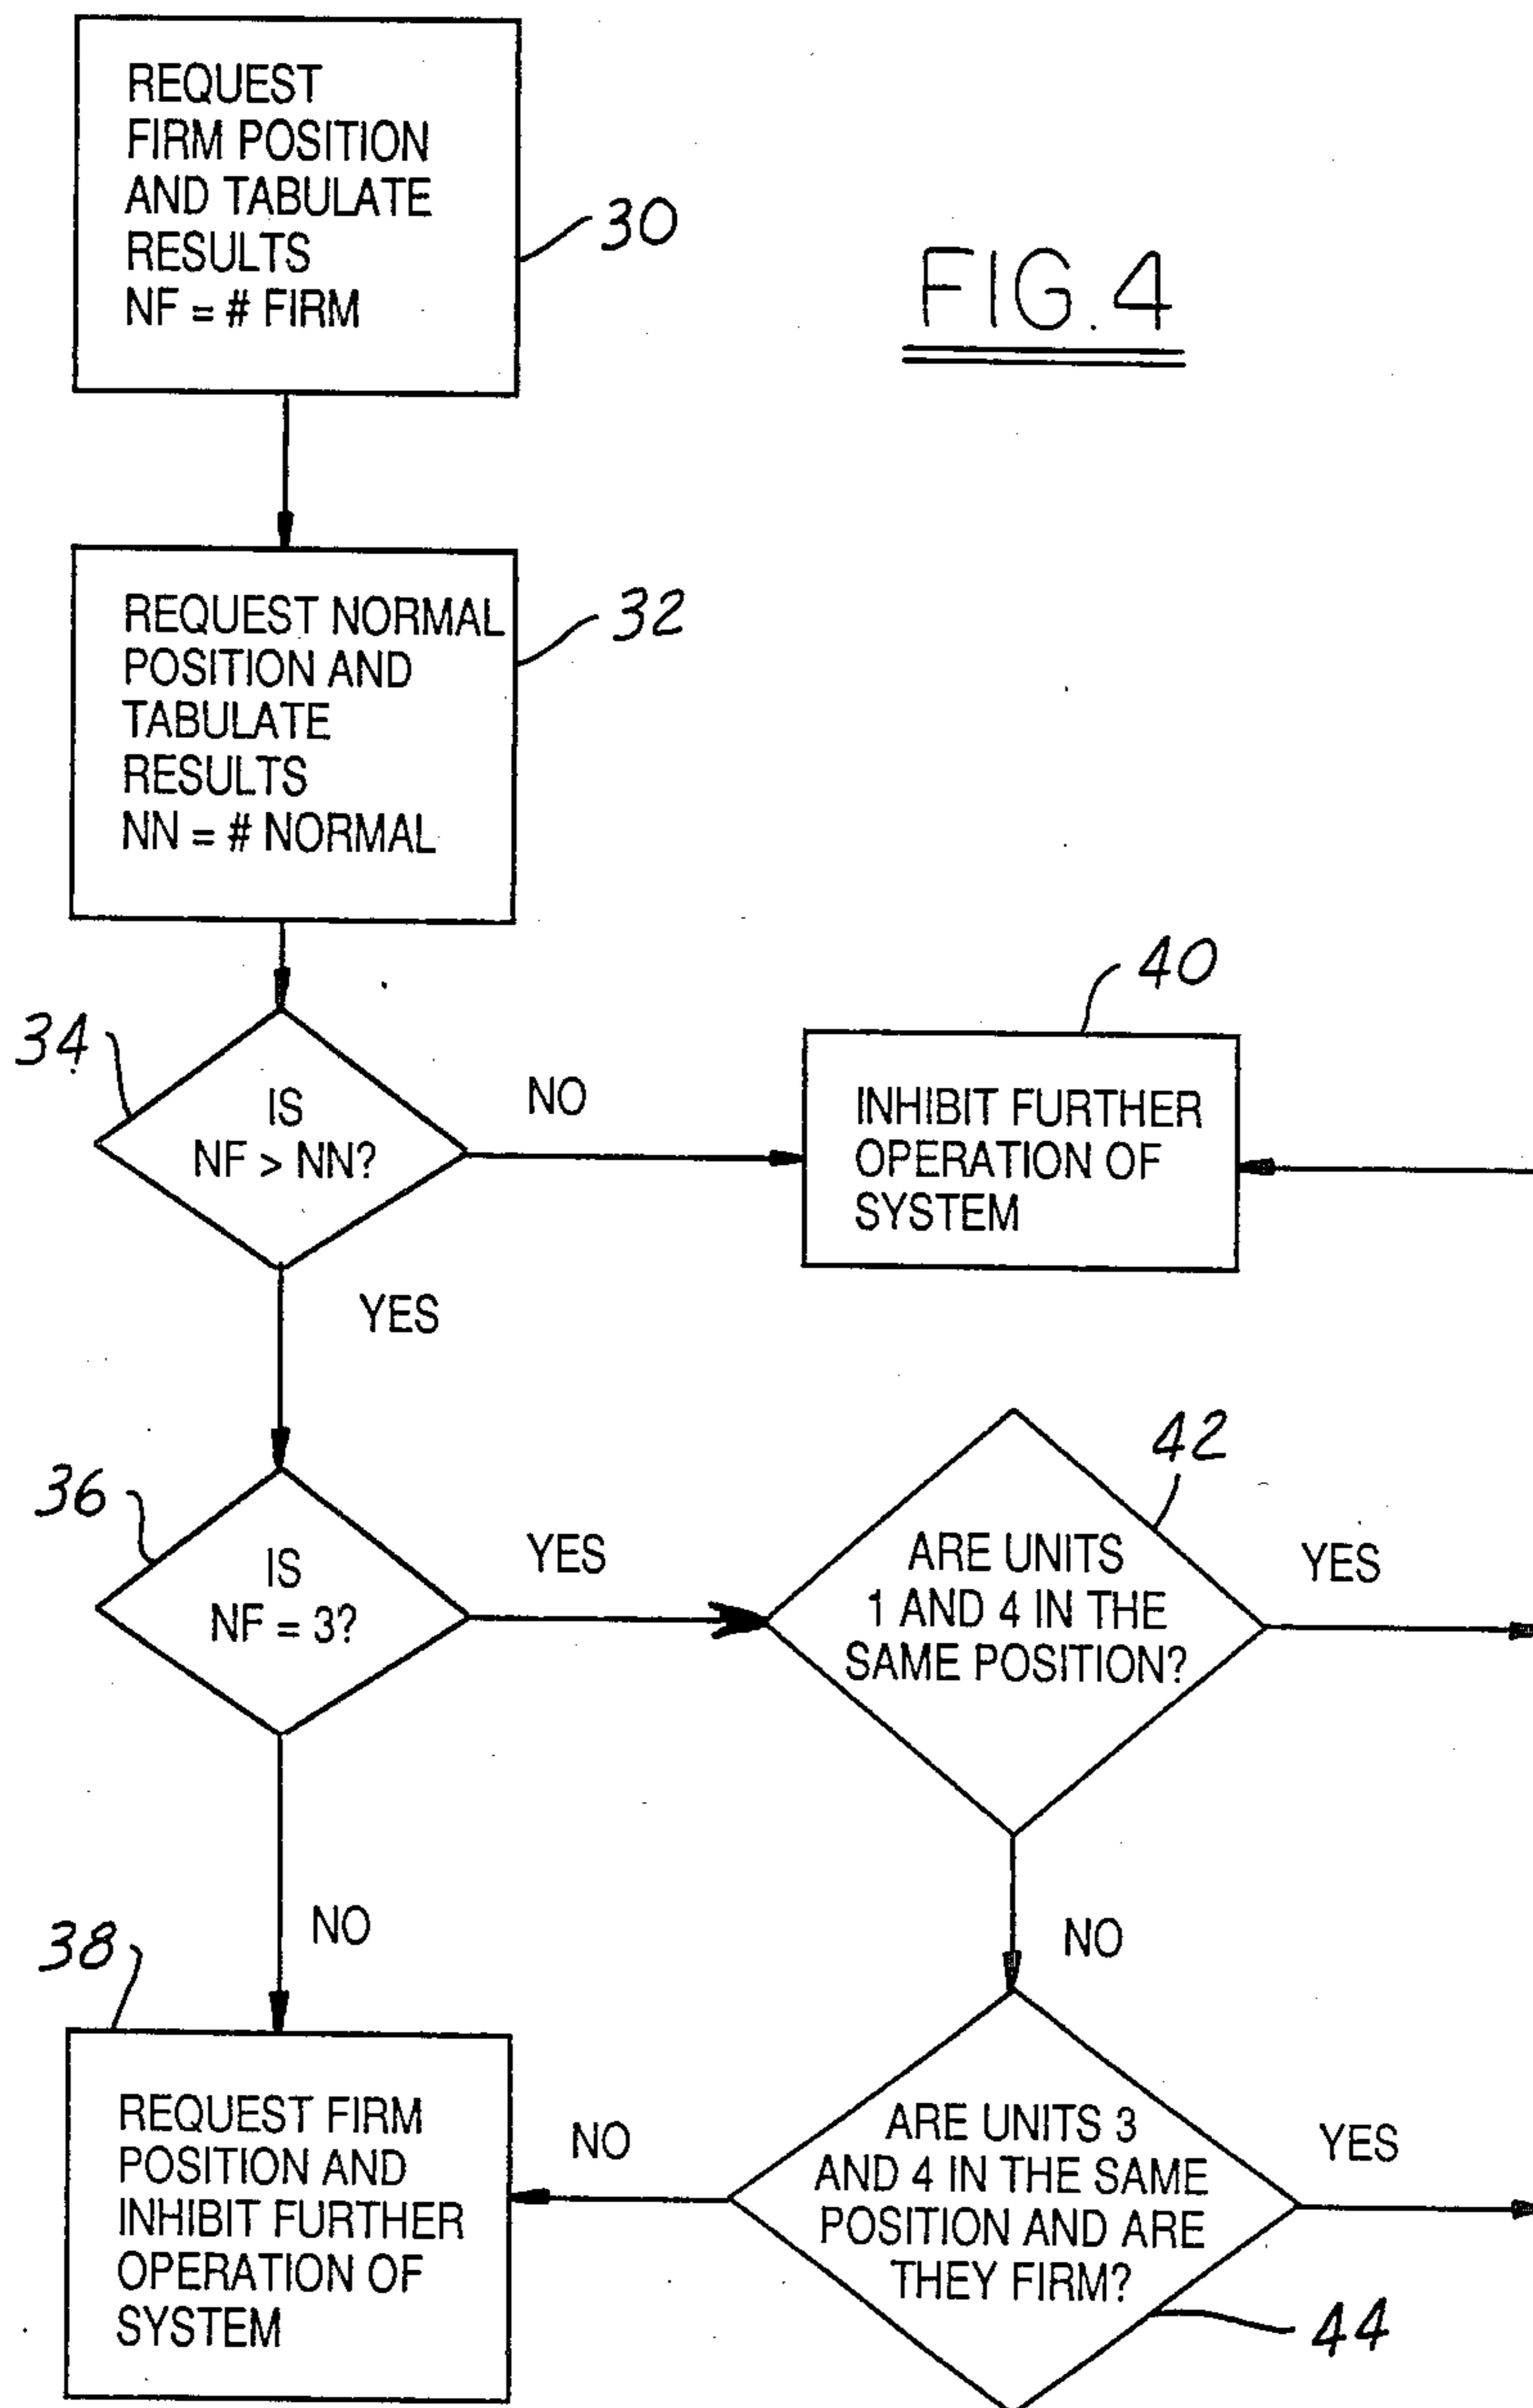 REQUEST
FIRM POSITION
AND TABULATE
RESULTS
NF = # FIRM
30
FIG.4
REQUEST NORMAL
POSITION AND
TABULATE
RESULTS
NN = # NORMAL
32
34
IS
NF > NN?
NO
40
INHIBIT FURTHER
OPERATION OF
SYSTEM
YES
36
IS
NF = 3?
YES
42
ARE UNITS
1 AND 4 IN THE
SAME POSITION?
YES
NO
NO
38
REQUEST FIRM
POSITION AND
INHIBIT FURTHER
OPERATION OF
SYSTEM
NO
ARE UNITS 3
AND 4 IN THE SAME
POSITION AND ARE
THEY FIRM?
YES
44